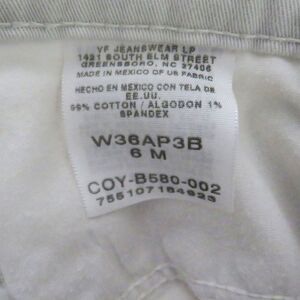 VF JEANSWEAR LP
1421 SOUTH ELM STREET
GREENSBORO, NC 27406
MADE IN MEXICO OF US FABRIC
HECHO EN MEXICO CON TELA DE
EE.UU.
99% COTTON / ALGODON 1%
SPANDEX
W36AP3B
6 M
COY-B580-002
755107184923